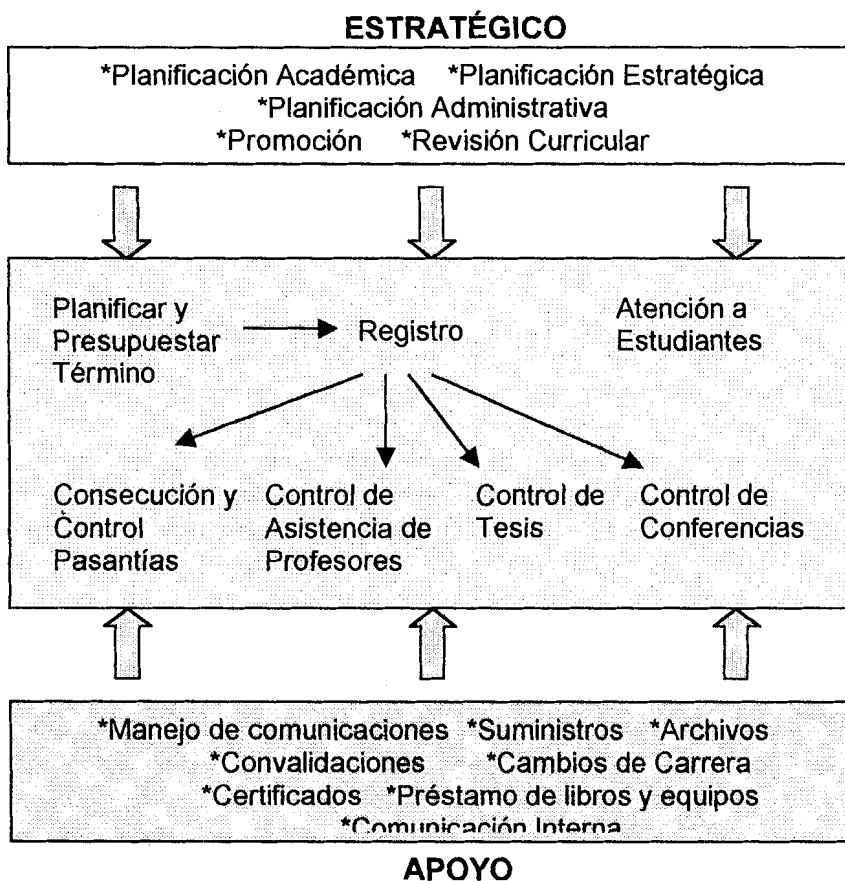 ESTRATÉGICO
*Planificación Académica *Planificación Estratégica
*Planificación Administrativa
*Promoción *Revisión Curricular
Planificar y
Presupuestar
Término
Registro
Atención a
Estudiantes
Consecución y
Control
Pasantías
Control de
Asistencia de
Profesores
Control de
Tesis
Control de
Conferencias
*Manejo de comunicaciones *Suministros *Archivos
*Convalidaciones *Cambios de Carrera
*Certificados *Préstamo de libros y equipos
*Comunicación Interna
APOYO